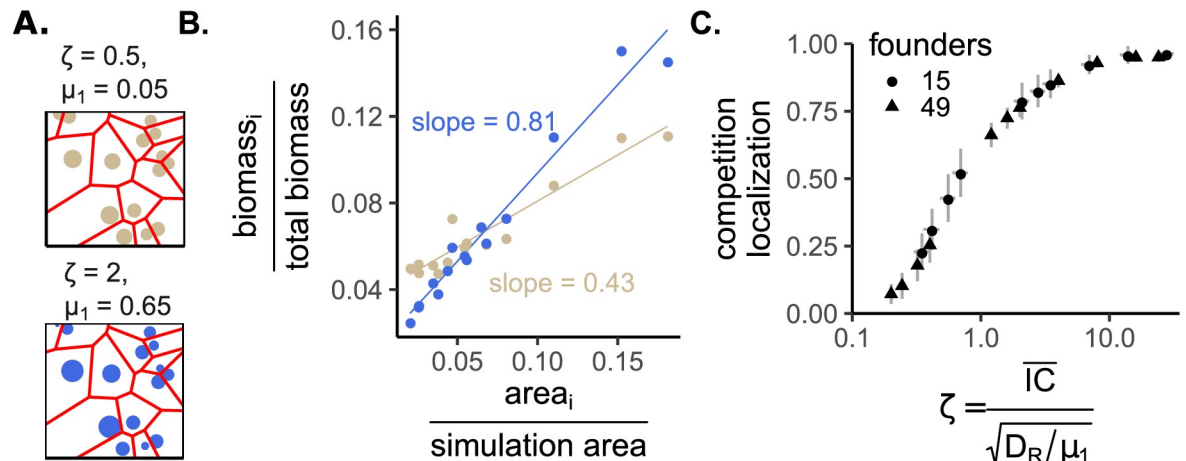 A.
ζ = 0.5,
μ₁ = 0.05
ζ = 2,
μ₁ = 0.65
B.
biomassᵢ
total biomass
0.16
0.12
0.08
0.04
slope = 0.81
slope = 0.43
0.05 0.10 0.15
areaᵢ
simulation area
C.
competition
localization
1.00
0.75
0.50
0.25
0.00
founders
15
49
0.1 1.0 10.0
ζ = IC / √D_R/μ₁